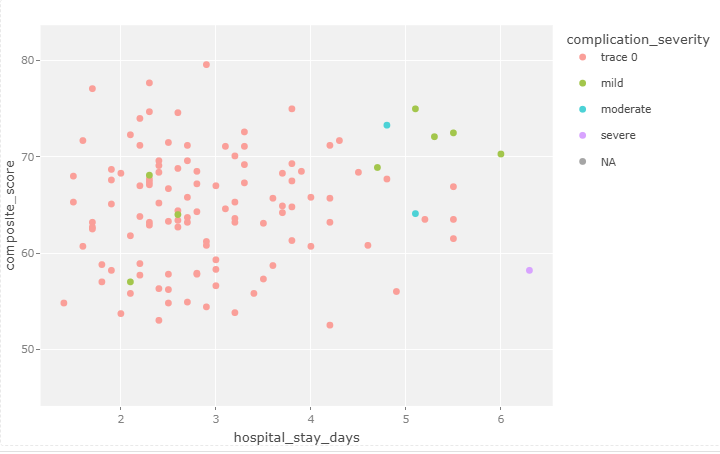 complication_severity
trace 0
mild
moderate
severe
NA
80
70
60
50
composite_score
2
3
4
5
6
hospital_stay_days